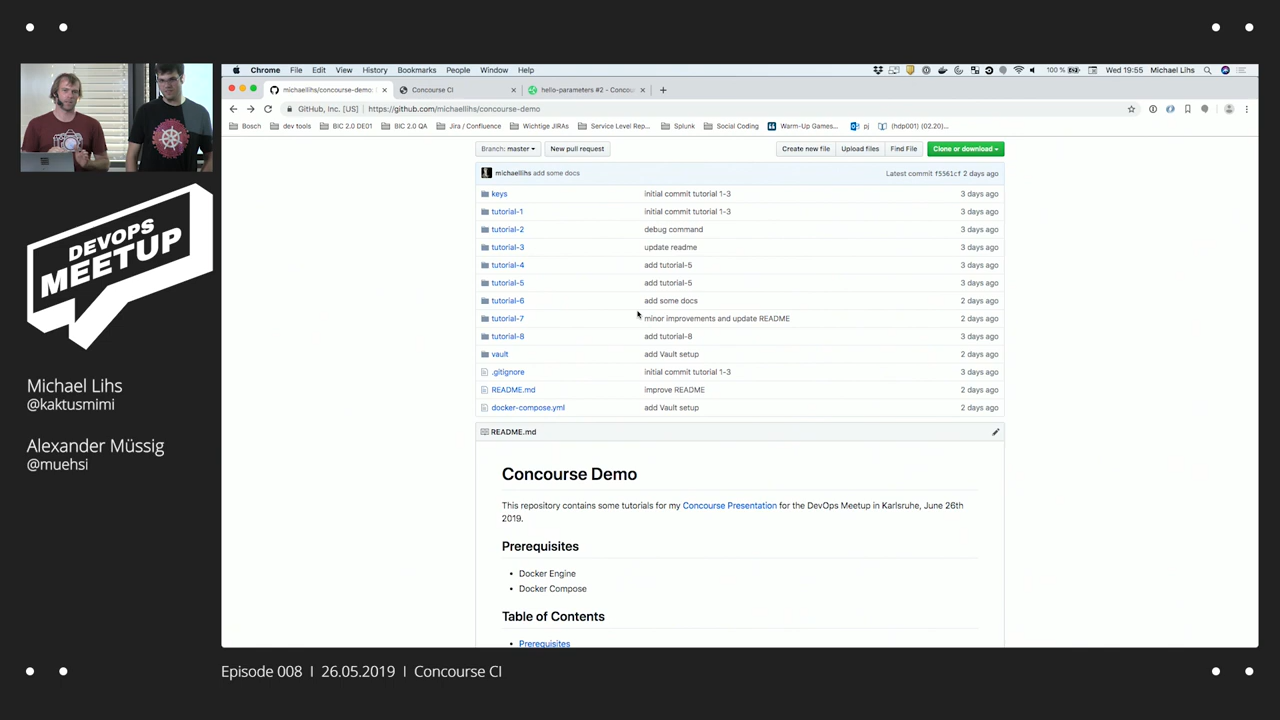 Chrome File Edit View History Bookmarks People Window Help
100 % Wed 19:55 Michael Lihs
michaellihs/concourse-demo: Concourse CI hello-parameters #2 - Concou
GitHub, Inc. [US] https://github.com/michaellihs/concourse-demo
Bosch dev tools BIC 2.0 DE01 BIC 2.0 QA Jira / Confluence Wichtige JIRAs Service Level Rep... Splunk Social Coding Warm-Up Games... pj (hdp001) (02.20)...
Branch: master New pull request Create new file Upload files Find File Clone or download
michaellihs add some docs Latest commit f5561cf 2 days ago
keys initial commit tutorial 1-3 3 days ago
tutorial-1 initial commit tutorial 1-3 3 days ago
tutorial-2 debug command 3 days ago
tutorial-3 update readme 3 days ago
tutorial-4 add tutorial-5 3 days ago
tutorial-5 add tutorial-5 3 days ago
tutorial-6 add some docs 2 days ago
tutorial-7 minor improvements and update README 2 days ago
tutorial-8 add tutorial-8 2 days ago
vault add Vault setup 2 days ago
.gitignore initial commit tutorial 1-3 3 days ago
README.md improve README 2 days ago
docker-compose.yml add Vault setup 2 days ago
README.md
Concourse Demo
This repository contains some tutorials for my Concourse Presentation for the DevOps Meetup in Karlsruhe, June 26th
2019.
Prerequisites
• Docker Engine
• Docker Compose
Table of Contents
• Prerequisites
DEVOPS
MEETUP
Michael Lihs
@kaktusmimi
Alexander Müssig
@muehsi
Episode 008 | 26.05.2019 | Concourse CI